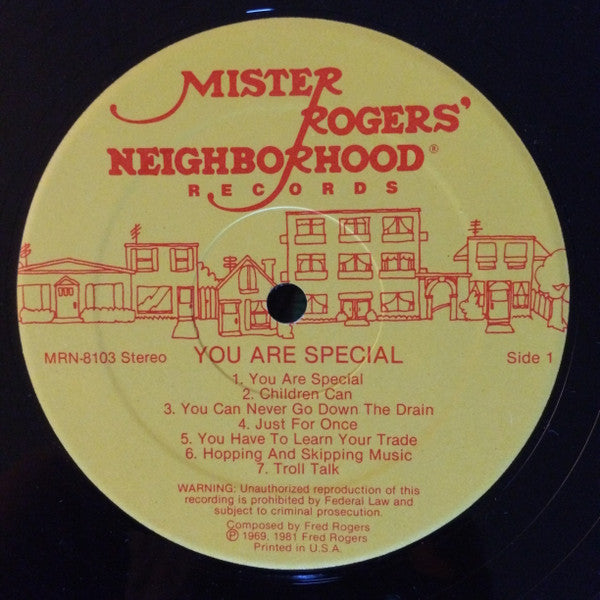 MISTER
ROGERS'
NEIGHBORHOOD®
RECORDS
MRN-8103 Stereo
YOU ARE SPECIAL
Side 1
1. You Are Special
2. Children Can
3. You Can Never Go Down The Drain
4. Just For Once
5. You Have To Learn Your Trade
6. Hopping And Skipping Music
7. Troll Talk
WARNING: Unauthorized reproduction of this
recording is prohibited by Federal Law and
subject to criminal prosecution.
Composed by Fred Rogers
℗ 1969, 1981 Fred Rogers
Printed in U.S.A.